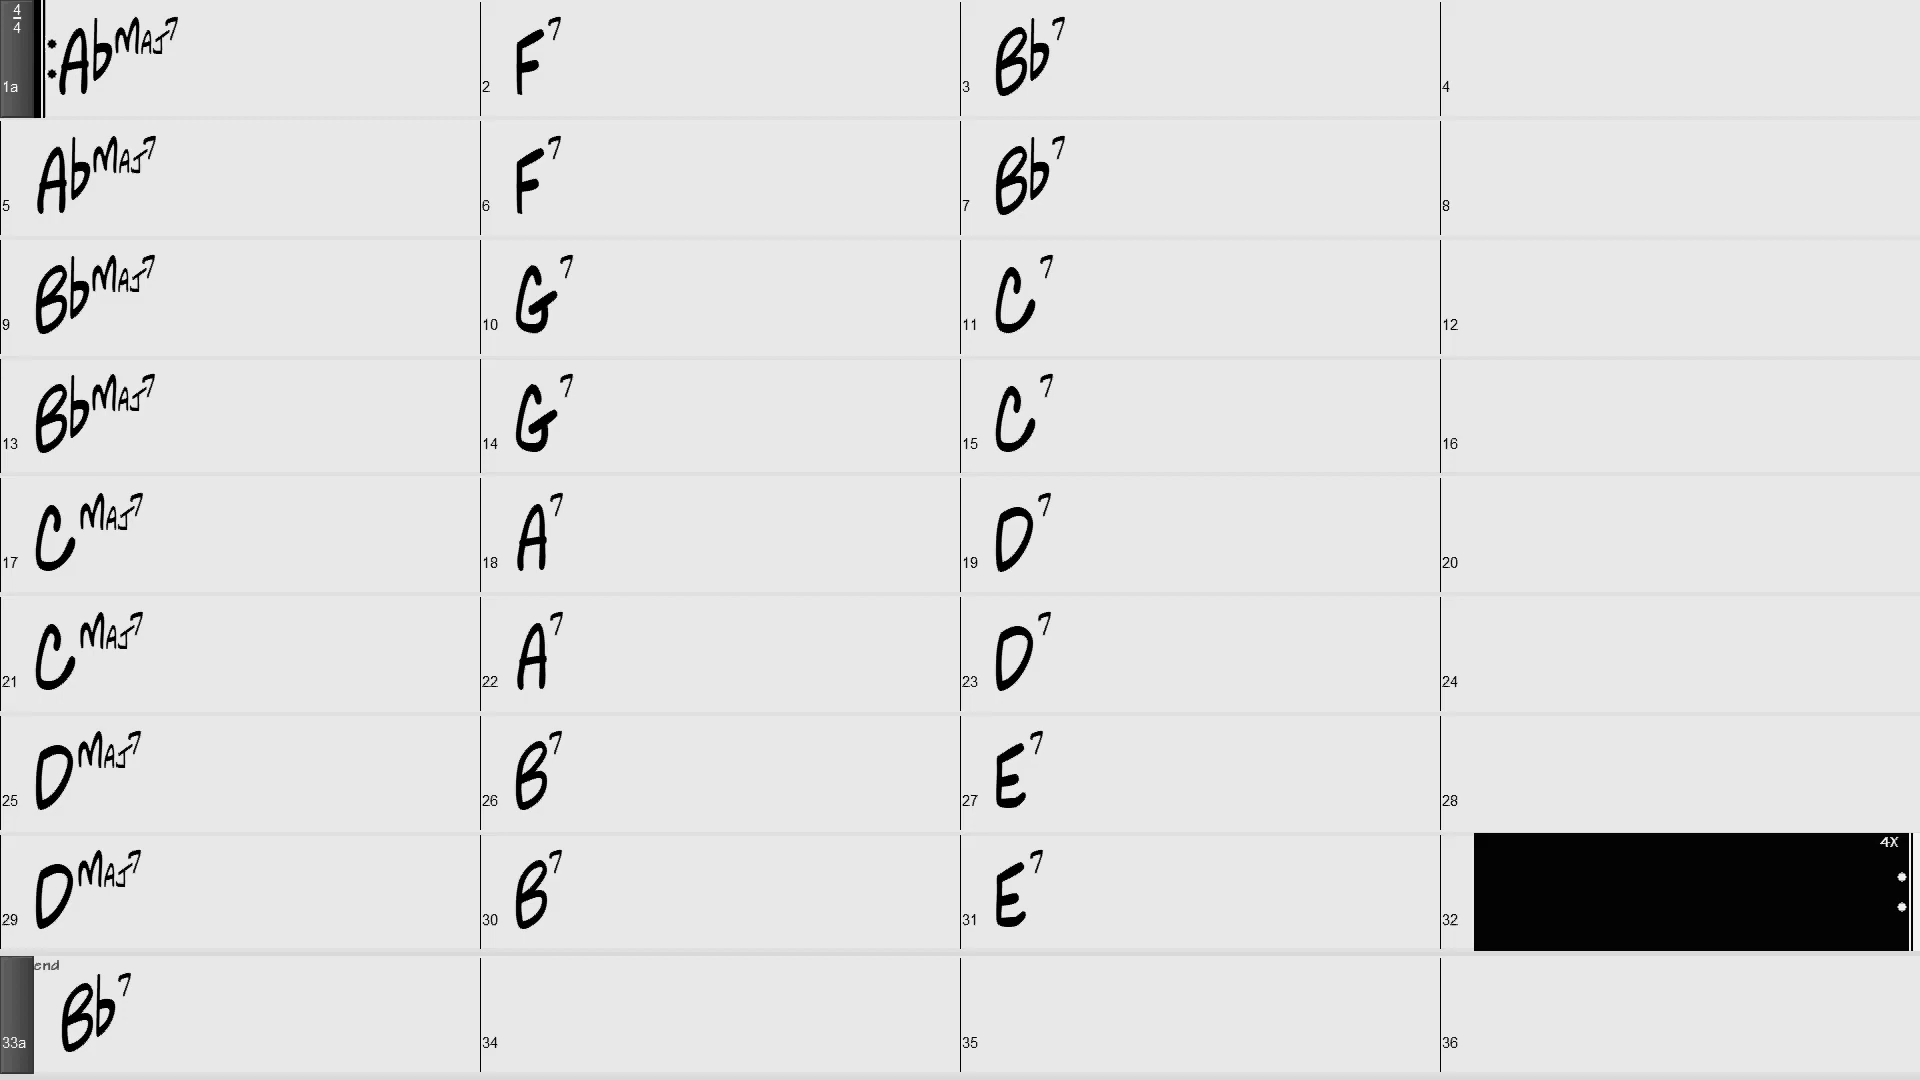 4/4 1a AbMAJ7 2 F7 3 Bb7 4
5 AbMAJ7 6 F7 7 Bb7 8
9 BbMAJ7 10 G7 11 C7 12
13 BbMAJ7 14 G7 15 C7 16
17 CMAJ7 18 A7 19 D7 20
21 CMAJ7 22 A7 23 D7 24
25 DMAJ7 26 B7 27 E7 28
29 DMAJ7 30 B7 31 E7 32 4X
33a end Bb7 34 35 36